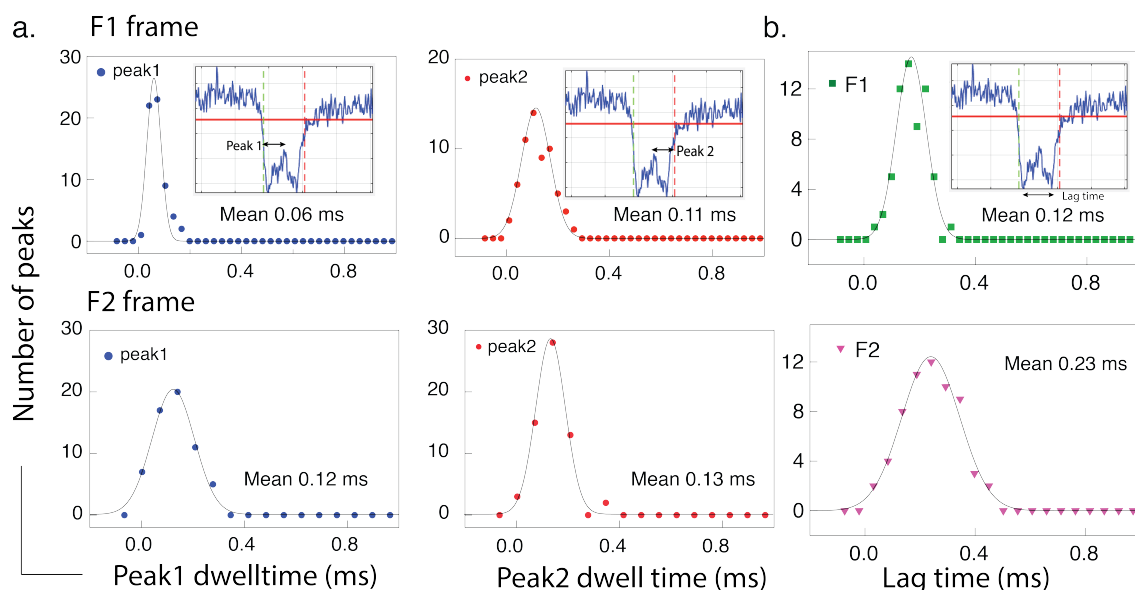 a.
F1 frame
b.
30
20
10
0
peak1
Peak 1
Mean 0.06 ms
0.0 0.4 0.8
20
10
0
peak2
Peak 2
Mean 0.11 ms
0.0 0.4 0.8
12
8
4
0
F1
Lag time
Mean 0.12 ms
0.0 0.4 0.8
Number of peaks
F2 frame
30
20
10
0
peak1
Mean 0.12 ms
0.0 0.4 0.8
Peak1 dwelltime (ms)
30
20
10
0
peak2
Mean 0.13 ms
0.0 0.4 0.8
Peak2 dwell time (ms)
12
8
4
0
F2
Mean 0.23 ms
0.0 0.4 0.8
Lag time (ms)